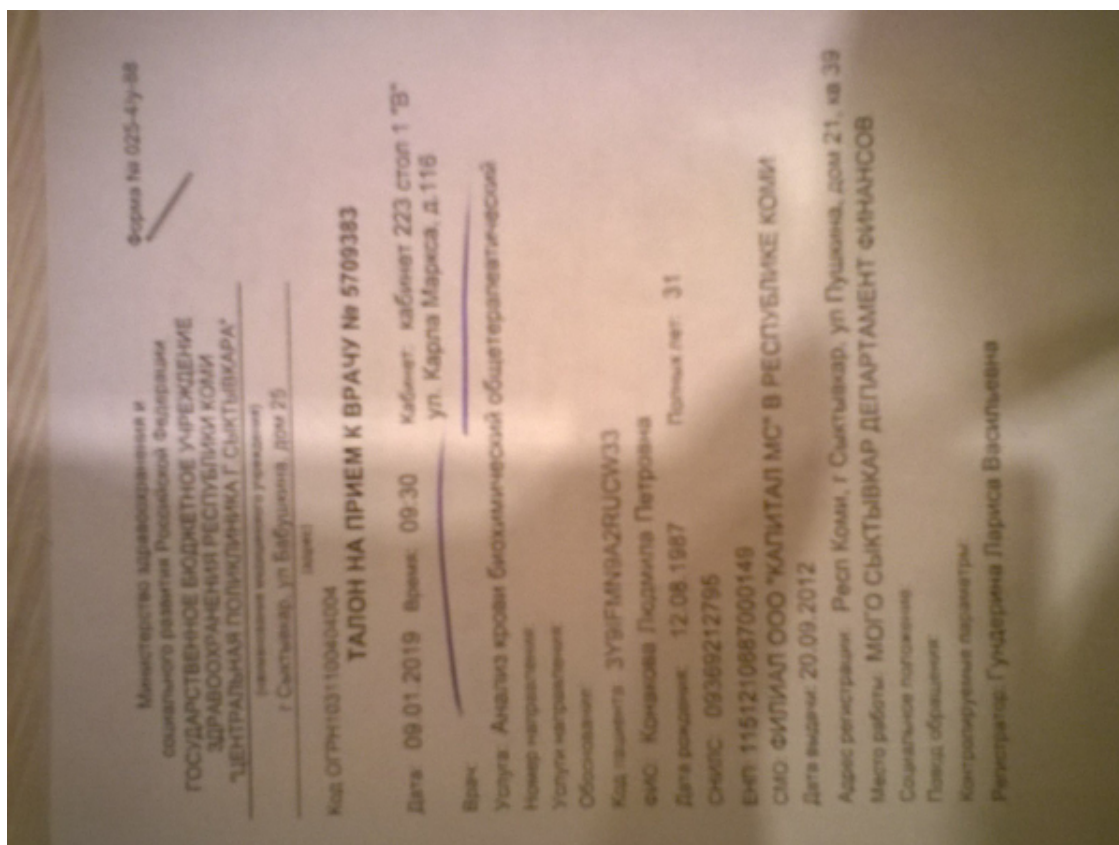 Форма № 025-4/у-88
Министерство здравоохранения и
социального развития Российской Федерации
ГОСУДАРСТВЕННОЕ БЮДЖЕТНОЕ УЧРЕЖДЕНИЕ
ЗДРАВООХРАНЕНИЯ РЕСПУБЛИКИ КОМИ
"ЦЕНТРАЛЬНАЯ ПОЛИКЛИНИКА Г.СЫКТЫВКАРА"
(наименование медицинского учреждения)
г Сыктывкар, ул Бабушкина, дом 25
(адрес)
Код ОГРН 1031100404004
ТАЛОН НА ПРИЕМ К ВРАЧУ № 5709383
Дата: 09.01.2019 Время: 09:30 Кабинет: кабинет 223 стол 1 "В"
ул. Карла Маркса, д.116
Врач:
Услуга: Анализ крови биохимический общетерапевтический
Номер направления:
Услуги направления:
Обоснование:
Код пациента: 3Y9IFMN9A2RUCW33
ФИО: Конакова Людмила Петровна
Дата рождения: 12.08.1987 Полных лет: 31
СНИЛС: 09369212795
ЕНП: 1151210887000149
СМО: ФИЛИАЛ ООО "КАПИТАЛ МС" В РЕСПУБЛИКЕ КОМИ
Дата выдачи: 20.09.2012
Адрес регистрации: Респ Коми, г Сыктывкар, ул Пушкина, дом 21, кв 39
Место работы: МОГО СЫКТЫВКАР ДЕПАРТАМЕНТ ФИНАНСОВ
Социальное положение:
Повод обращения:
Контролируемые параметры:
Регистратор: Гундерина Лариса Васильевна